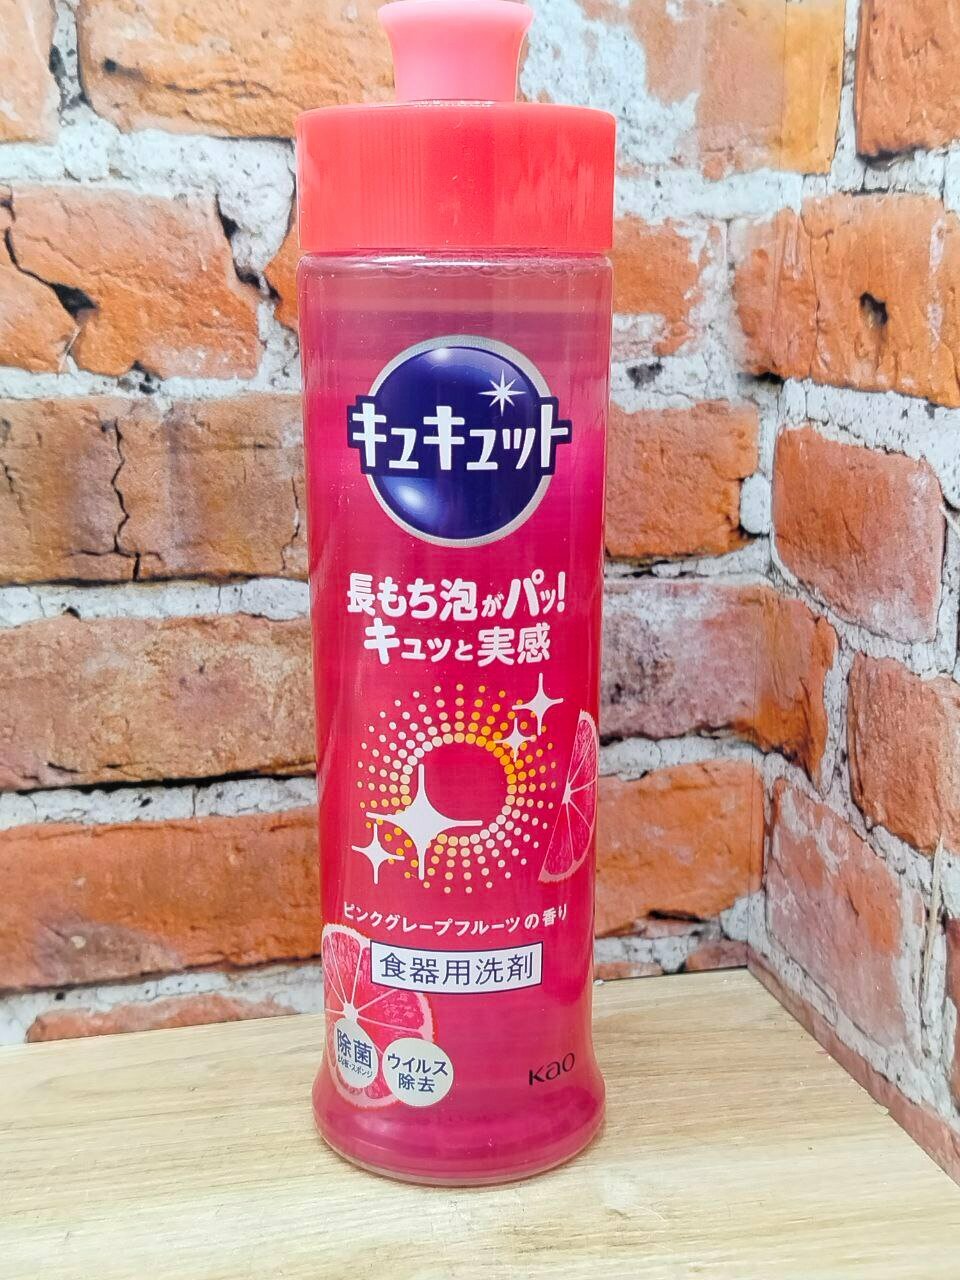 キュキュット
長もち泡がパッ!
キュッと実感
ピンクグレープフルーツの香り
食器用洗剤
除菌
ウイルス
除去
Kao